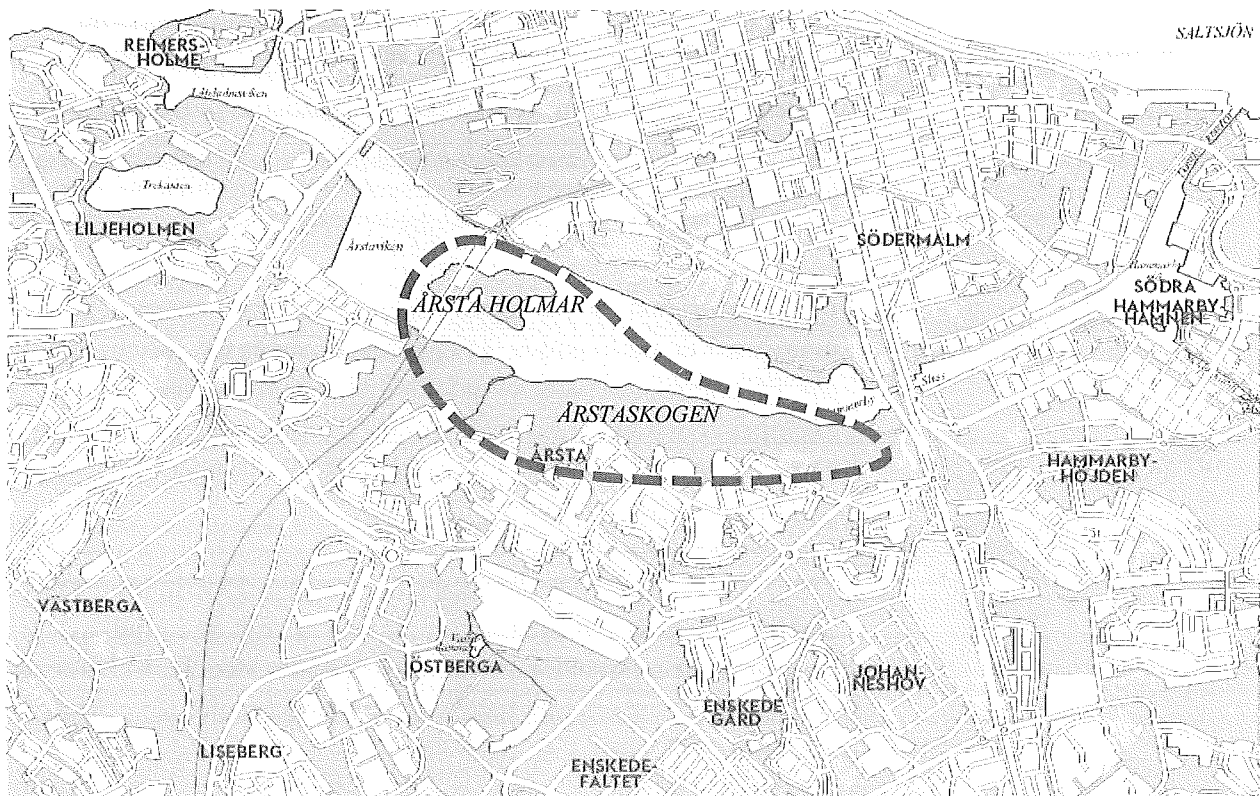 SALTSJÖN
REIMERS-
HOLME
Trekanten
LILJEHOLMEN
Årstaviken
SÖDERMALM
SÖDRA
HAMMARBY-
HAMNEN
ÅRSTA HOLMAR
Sluss
ÅRSTASKOGEN
ÅRSTA
HAMMARBY-
HÖJDEN
VÄSTBERGA
ÖSTBERGA
JOHAN-
NESHOV
ENSKEDE
GÅRD
LISEBERG
ENSKEDE-
FÄLTET